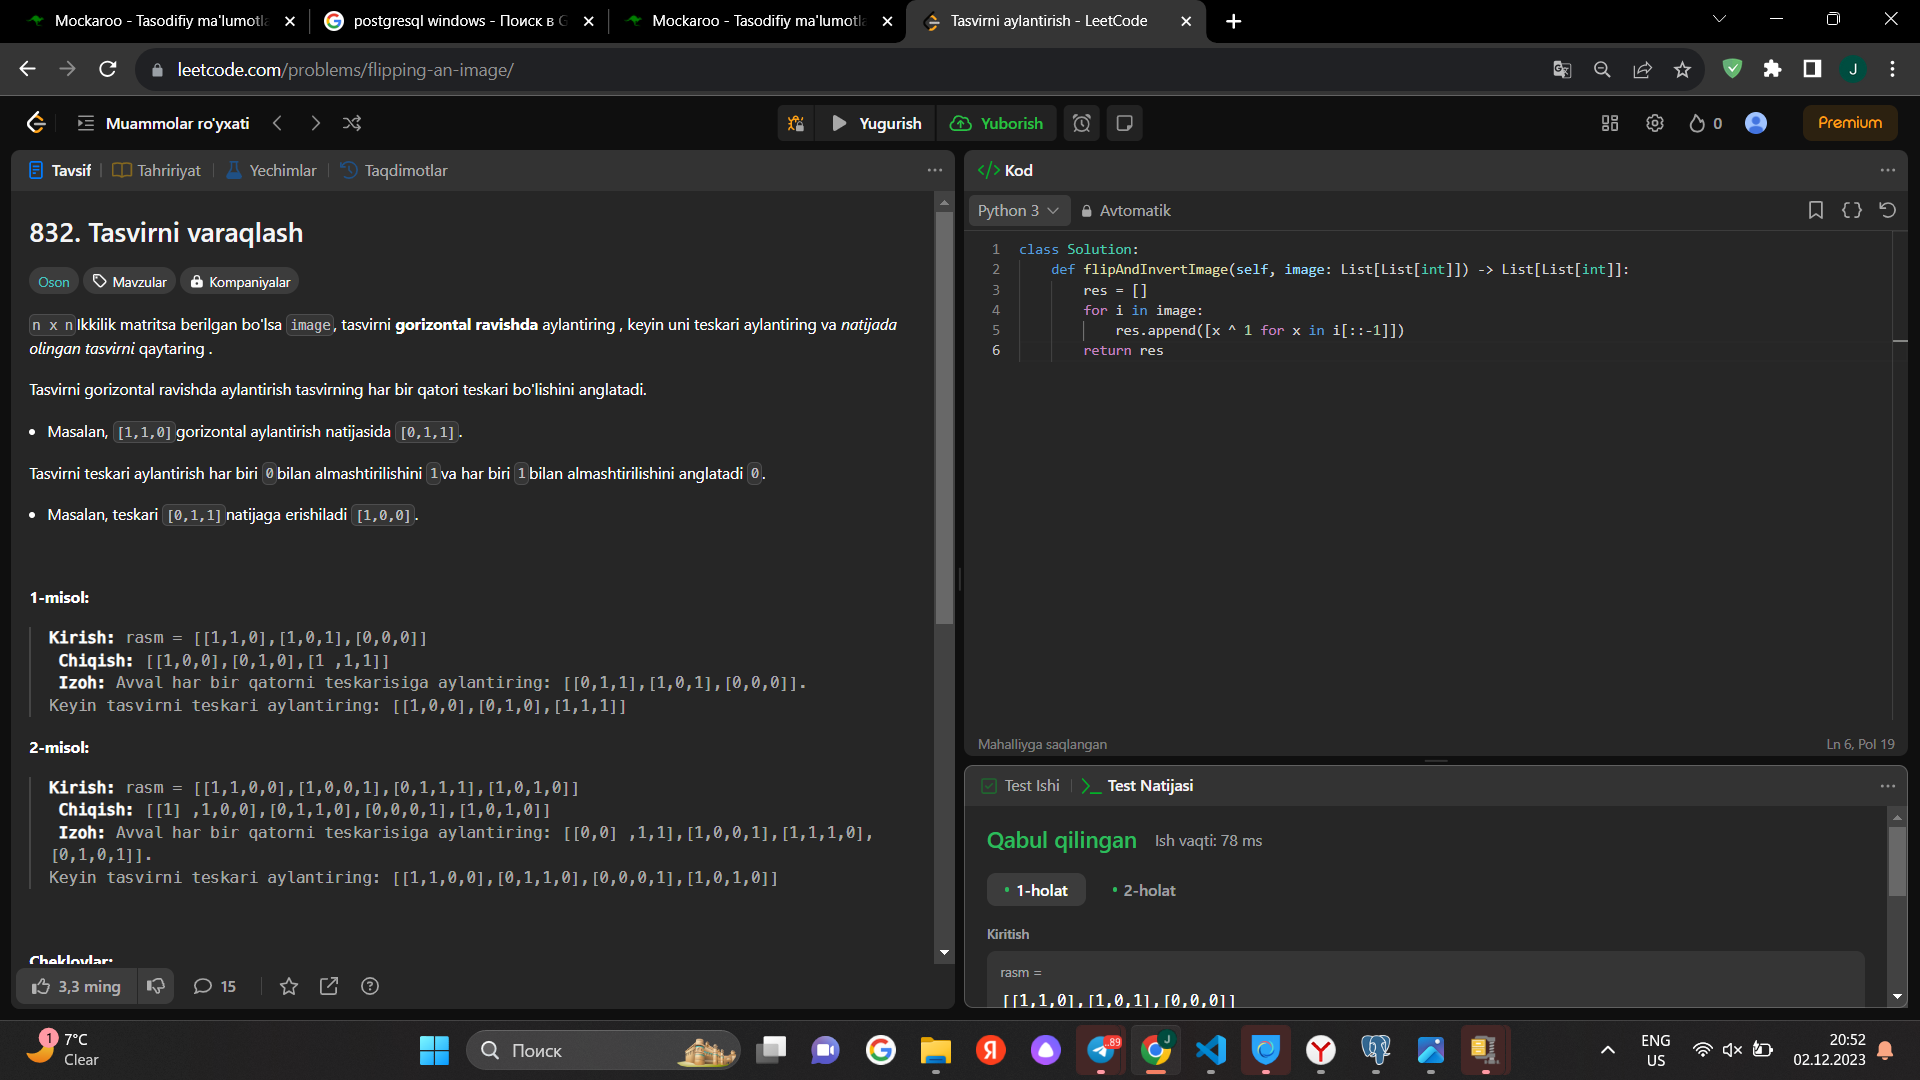 Mockaroo - Tasodifiy ma'lumotla
postgresql windows - Поиск в G
Mockaroo - Tasodifiy ma'lumotla
Tasvirni aylantirish - LeetCode
leetcode.com/problems/flipping-an-image/
J
Muammolar ro'yxati
Yugurish
Yuborish
0
Premium
Tavsif
Tahririyat
Yechimlar
Taqdimotlar
832. Tasvirni varaqlash
Oson
Mavzular
Kompaniyalar
n x n Ikkilik matritsa berilgan bo'lsa image, tasvirni gorizontal ravishda aylantiring , keyin uni teskari aylantiring va natijada
olingan tasvirni qaytaring .
Tasvirni gorizontal ravishda aylantirish tasvirning har bir qatori teskari bo'lishini anglatadi.
• Masalan, [1,1,0] gorizontal aylantirish natijasida [0,1,1].
Tasvirni teskari aylantirish har biri 0 bilan almashtirilishini 1 va har biri 1 bilan almashtirilishini anglatadi 0.
• Masalan, teskari [0,1,1] natijaga erishiladi [1,0,0].
1-misol:
Kirish: rasm = [[1,1,0],[1,0,1],[0,0,0]]
Chiqish: [[1,0,0],[0,1,0],[1 ,1,1]]
Izoh: Avval har bir qatorni teskarisiga aylantiring: [[0,1,1],[1,0,1],[0,0,0]].
Keyin tasvirni teskari aylantiring: [[1,0,0],[0,1,0],[1,1,1]]
2-misol:
Kirish: rasm = [[1,1,0,0],[1,0,0,1],[0,1,1,1],[1,0,1,0]]
Chiqish: [[1] ,1,0,0],[0,1,1,0],[0,0,0,1],[1,0,1,0]]
Izoh: Avval har bir qatorni teskarisiga aylantiring: [[0,0] ,1,1],[1,0,0,1],[1,1,1,0],
[0,1,0,1]].
Keyin tasvirni teskari aylantiring: [[1,1,0,0],[0,1,1,0],[0,0,0,1],[1,0,1,0]]
Cheklovlar:
3,3 ming
15
</> Kod
Python 3
Avtomatik
1 class Solution:
2 def flipAndInvertImage(self, image: List[List[int]]) -> List[List[int]]:
3 res = []
4 for i in image:
5 res.append([x ^ 1 for x in i[::-1]])
6 return res
Mahalliyga saqlangan
Ln 6, Pol 19
Test Ishi
Test Natijasi
Qabul qilingan
Ish vaqti: 78 ms
• 1-holat
• 2-holat
Kiritish
rasm =
[[1,1,0],[1,0,1],[0,0,0]]
1
7°C
Clear
Поиск
.89
J
ENG
US
20:52
02.12.2023